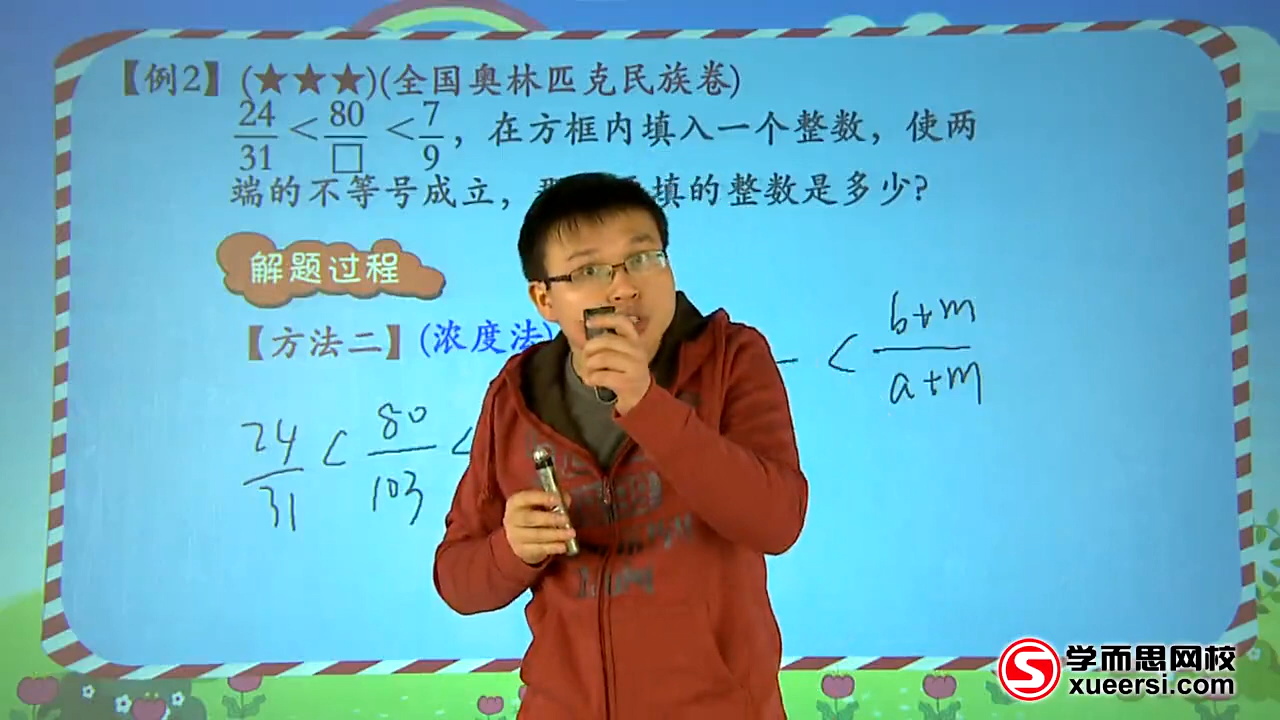 【例2】(★★★)(全国奥林匹克民族卷)
24/31 < 80/□ < 7/9，在方框内填入一个整数，使两
端的不等号成立，填的整数是多少?
解题过程
【方法二】(浓度法)
< b+m/a+m
24/31 < 80/103 <
学而思网校
xueersi.com